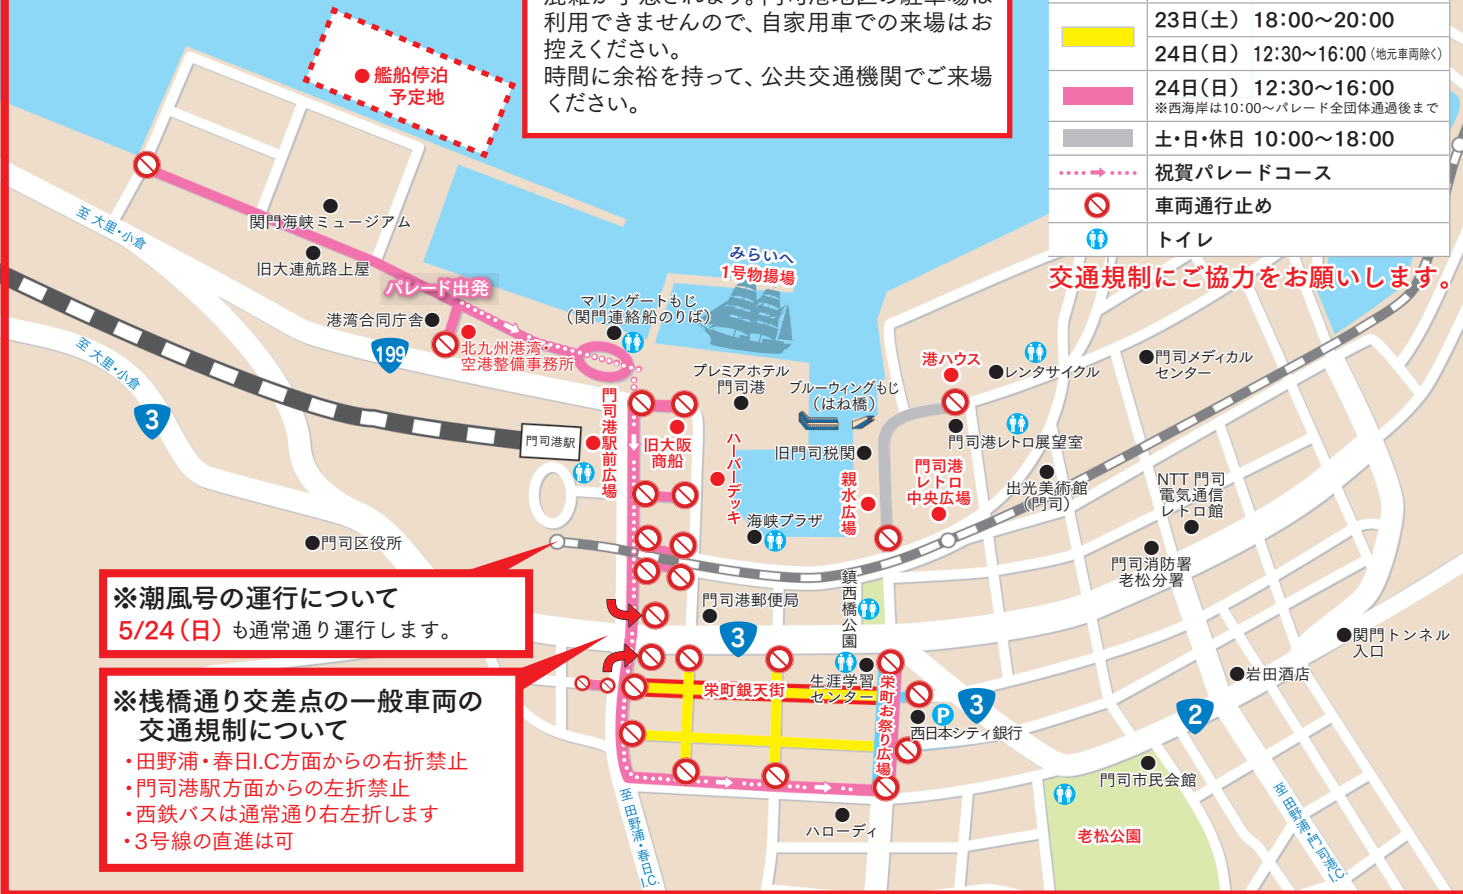 利用できませんので、自家用車での来場はお
控えください。
時間に余裕を持って、公共交通機関でご来場
ください。
23日(土) 18:00〜20:00
24日(日) 12:30〜16:00(地元車両除く)
24日(日) 12:30〜16:00
※西海岸は10:00〜パレード全団体通過後まで
土・日・休日 10:00〜18:00
祝賀パレードコース
車両通行止め
トイレ
交通規制にご協力をお願いします。
艦船停泊
予定地
関門海峡ミュージアム
旧大連航路上屋
至 大里・小倉
パレード出発
港湾合同庁舎
北九州港湾・
空港整備事務所
199
至 大里・小倉
3
マリンゲートもじ
(関門連絡船のりば)
みらいへ
1号物揚場
プレミアホテル
門司港
ブルーウィングもじ
(はね橋)
港ハウス
レンタサイクル
門司メディカル
センター
門司港駅
門司港駅前広場
旧大阪
商船
ハーバーデッキ
旧門司税関
親水広場
門司港レトロ展望室
門司港
レトロ
中央広場
出光美術館
(門司)
NTT 門司
電気通信
レトロ館
海峡プラザ
門司区役所
門司消防署
老松分署
鎮西橋公園
門司港郵便局
3
※潮風号の運行について
5/24(日)も通常通り運行します。
※桟橋通り交差点の一般車両の
交通規制について
・田野浦・春日I.C方面からの右折禁止
・門司港駅方面からの左折禁止
・西鉄バスは通常通り右左折します
・3号線の直進は可
栄町銀天街
生涯学習
センター
栄町お祭り広場
P
3
西日本シティ銀行
関門トンネル
入口
岩田酒店
2
門司市民会館
老松公園
ハローディ
至 田野浦・春日I.C.
至 田野浦・門司港I.C.